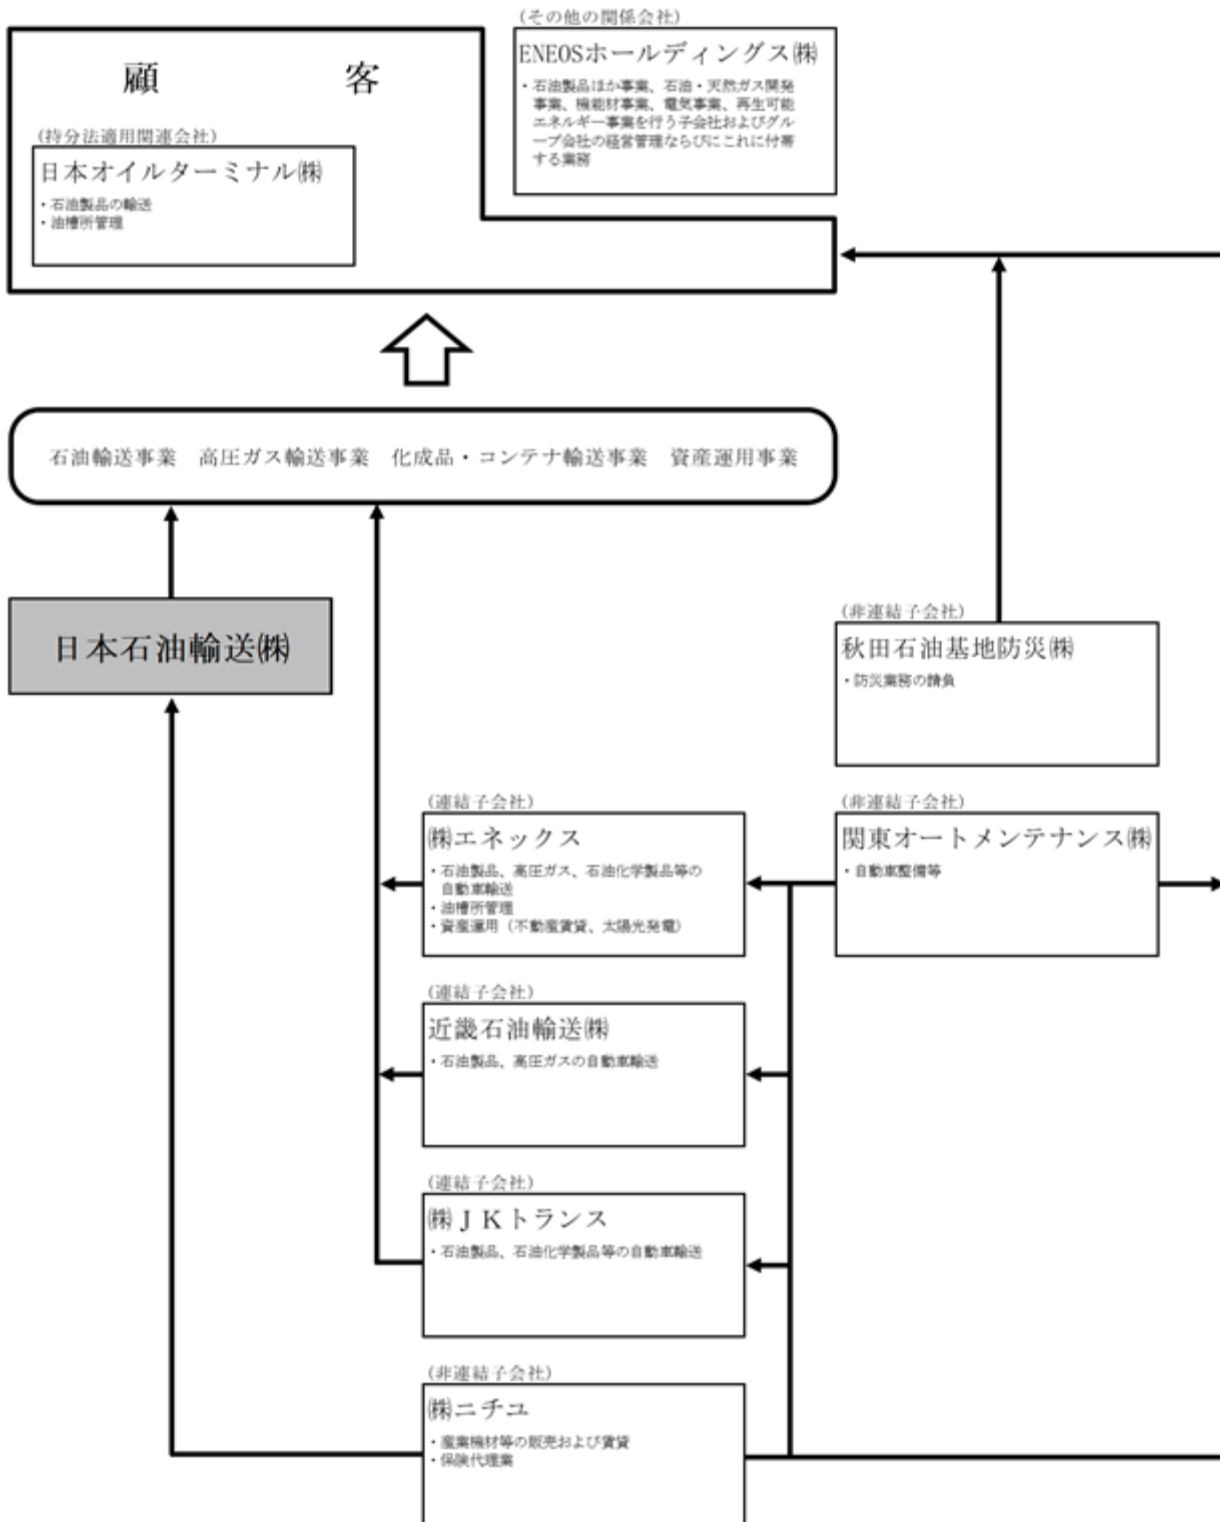 (その他の関係会社)
ENEOSホールディングス㈱
・石油製品ほか事業、石油・天然ガス開発
事業、機能材事業、電気事業、再生可能
エネルギー事業を行う子会社およびグル
ープ会社の経営管理ならびにこれに付帯
する業務
顧　客
(持分法適用関連会社)
日本オイルターミナル㈱
・石油製品の輸送
・油槽所管理
石油輸送事業　高圧ガス輸送事業　化成品・コンテナ輸送事業　資産運用事業
日本石油輸送㈱
(非連結子会社)
秋田石油基地防災㈱
・防災業務の請負
(連結子会社)
㈱エネックス
・石油製品、高圧ガス、石油化学製品等の
自動車輸送
・油槽所管理
・資産運用（不動産賃貸、太陽光発電）
(非連結子会社)
関東オートメンテナンス㈱
・自動車整備等
(連結子会社)
近畿石油輸送㈱
・石油製品、高圧ガスの自動車輸送
(連結子会社)
㈱ＪＫトランス
・石油製品、石油化学製品等の自動車輸送
(非連結子会社)
㈱ニチユ
・産業機材等の販売および賃貸
・保険代理業